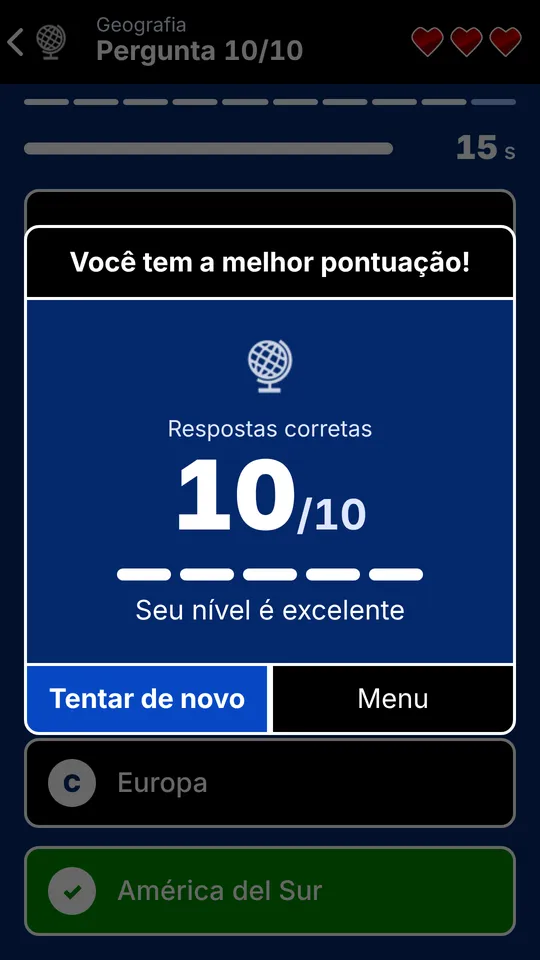 Geografia
Pergunta 10/10
15 s
Você tem a melhor pontuação!
Respostas corretas
10/10
Seu nível é excelente
Tentar de novo
Menu
C Europa
América del Sur